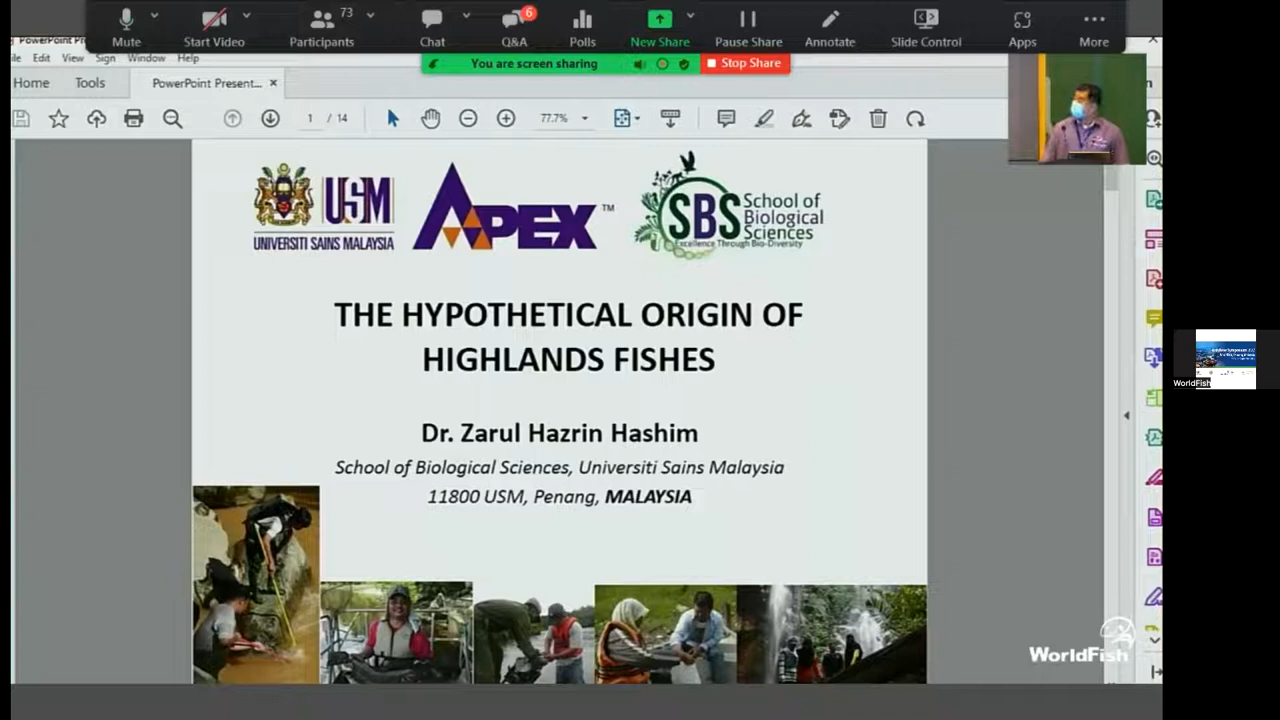 73
6
Mute
Start Video
Participants
Chat
Q&A
Polls
New Share
Pause Share
Annotate
Slide Control
Apps
More
You are screen sharing
Stop Share
Edit View Sign Window Help
Home
Tools
PowerPoint Present...
1 / 14
77.7%
USM
UNIVERSITI SAINS MALAYSIA
APEX™
SBS
School of
Biological
Sciences
Excellence Through Bio-Diversity
THE HYPOTHETICAL ORIGIN OF
HIGHLANDS FISHES
Dr. Zarul Hazrin Hashim
School of Biological Sciences, Universiti Sains Malaysia
11800 USM, Penang, MALAYSIA
WorldFish
WorldFish